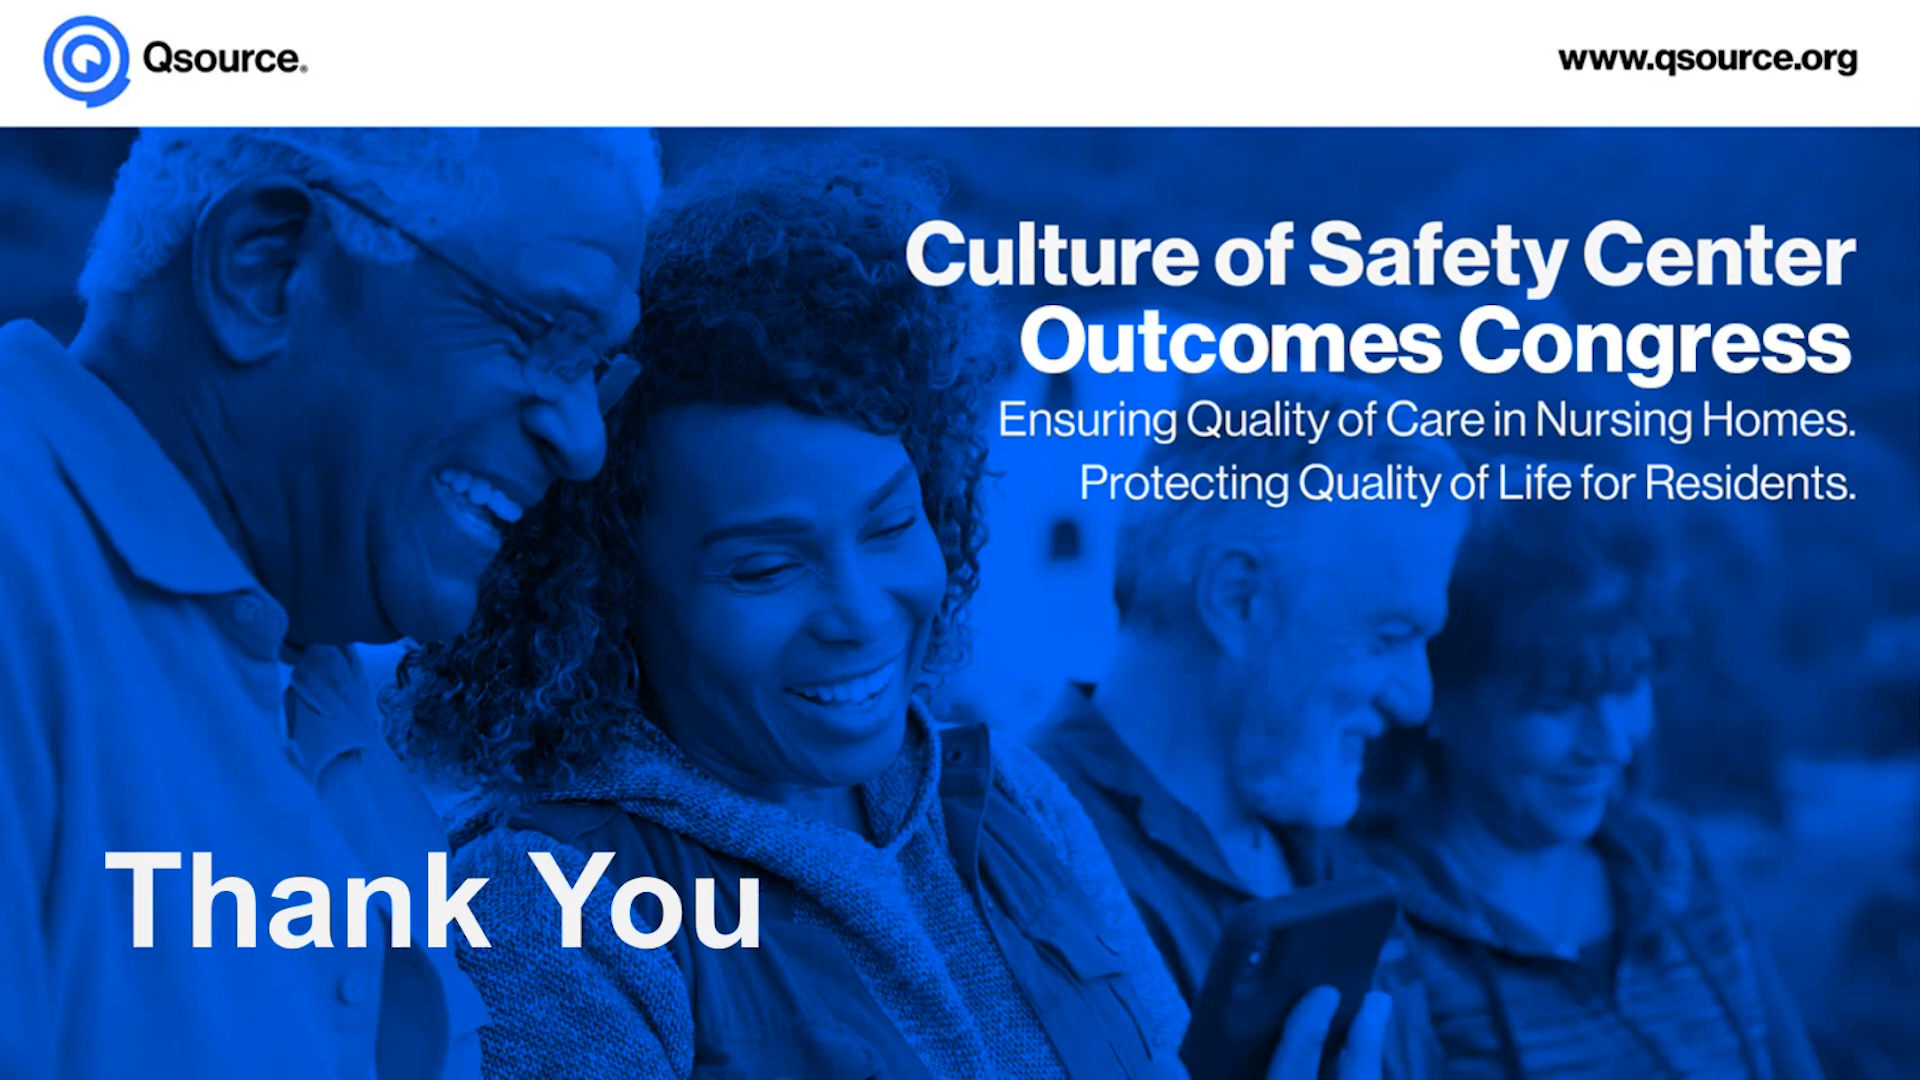 Qsource®
www.qsource.org
Culture of Safety Center
Outcomes Congress
Ensuring Quality of Care in Nursing Homes.
Protecting Quality of Life for Residents.
Thank You